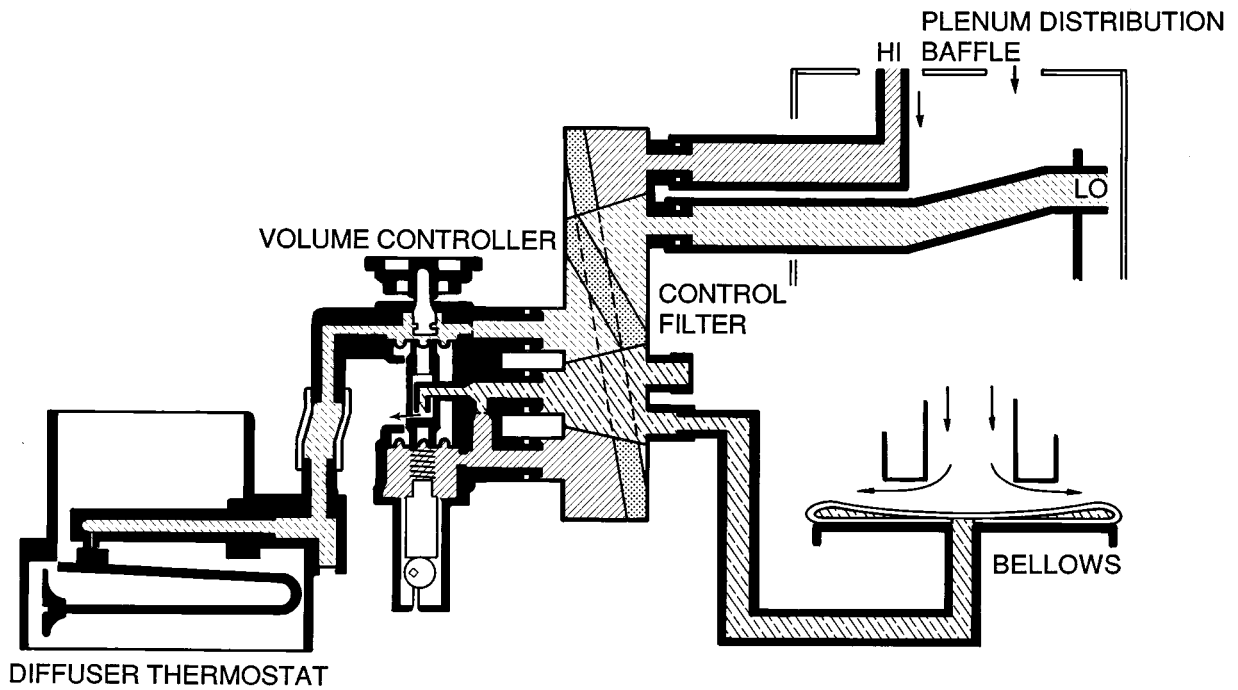 PLENUM DISTRIBUTION
HI BAFFLE
LO
VOLUME CONTROLLER
CONTROL
FILTER
BELLOWS
DIFFUSER THERMOSTAT